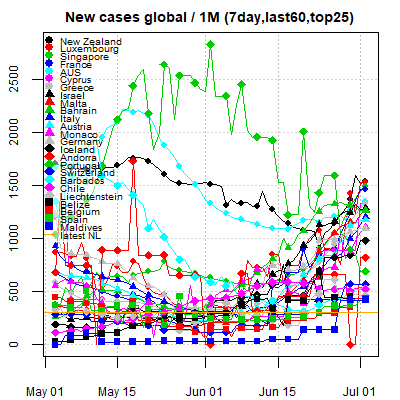 New cases global / 1M (7day,last60,top25)
New Zealand
Luxembourg
Singapore
France
AUS
Cyprus
Greece
Israel
Malta
Bahrain
Italy
Austria
Monaco
Germany
Iceland
Andorra
Portugal
Switzerland
Barbados
Chile
Liechtenstein
Belize
Belgium
Spain
Maldives
latest NL
0
500
1000
1500
2000
2500
May 01
May 15
Jun 01
Jun 15
Jul 01